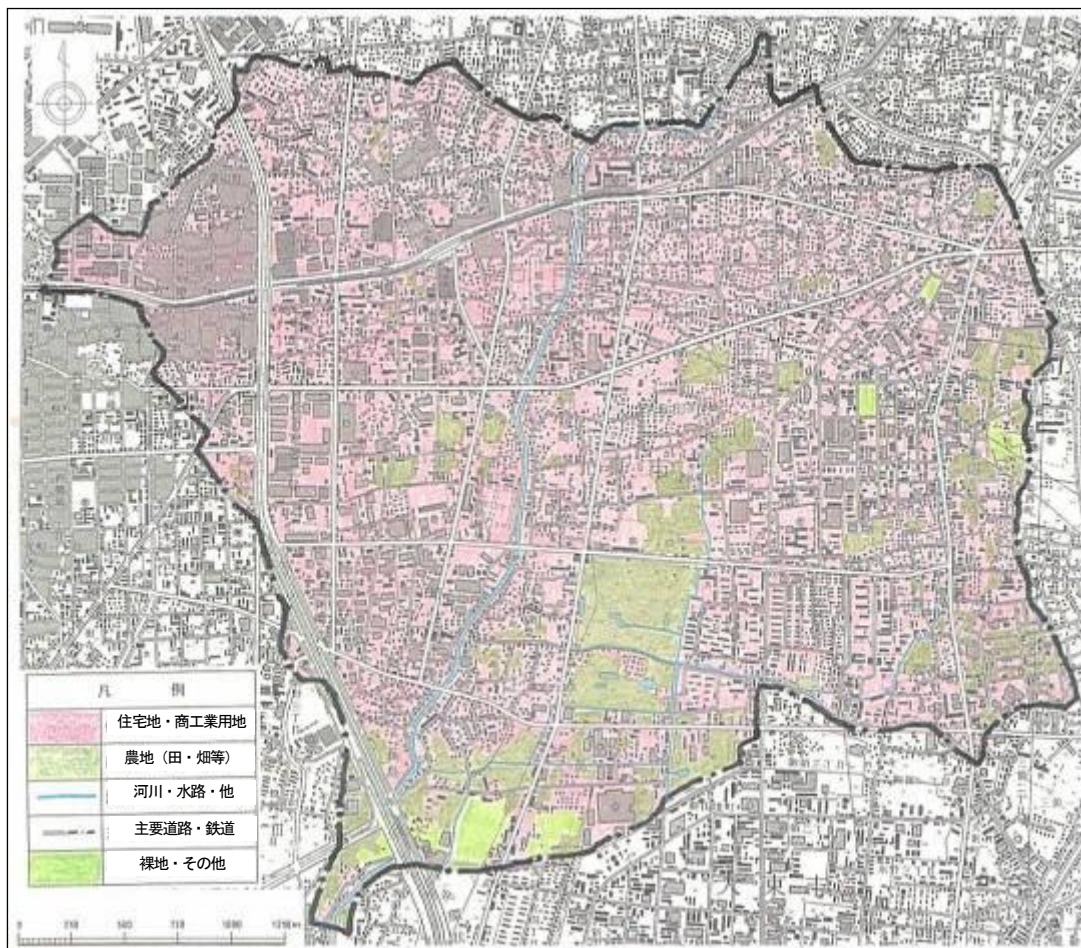 凡 例
住宅地・商工業用地
農地（田・畑等）
河川・水路・他
主要道路・鉄道
裸地・その他